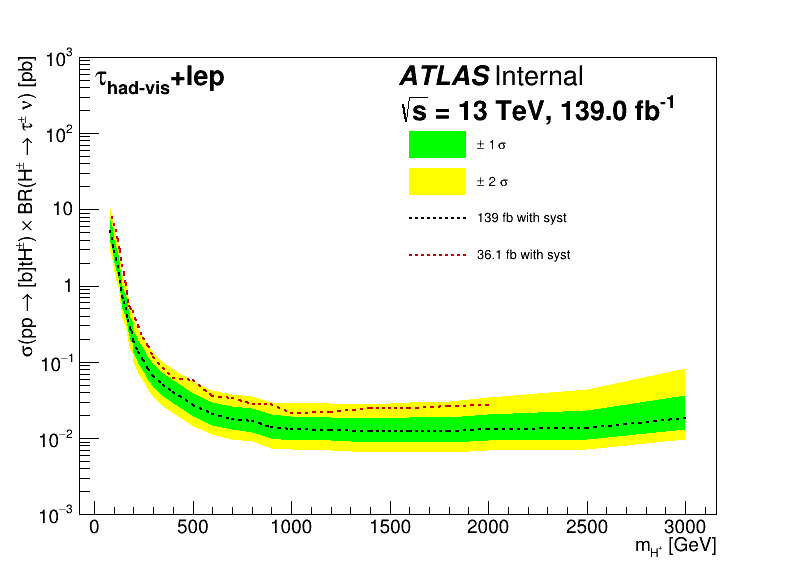 τhad-vis+lep
ATLAS Internal
√s = 13 TeV, 139.0 fb-1
± 1 σ
± 2 σ
139 fb with syst
36.1 fb with syst
σ(pp → [b]tH±) × BR(H± → τ± ν) [pb]
10³
10²
10
1
10⁻¹
10⁻²
10⁻³
0 500 1000 1500 2000 2500 3000
mH⁺ [GeV]